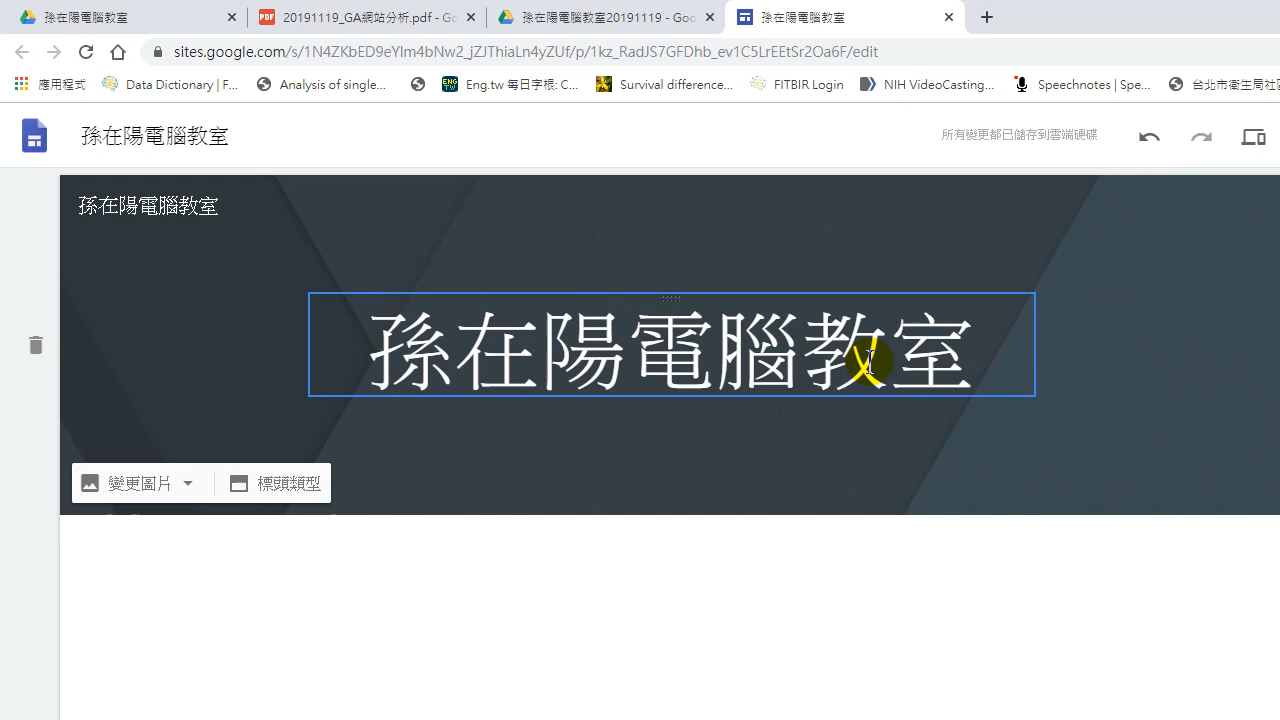 孫在陽電腦教室
PDF
20191119_GA網站分析.pdf - Go
孫在陽電腦教室20191119 - Goo
孫在陽電腦教室
sites.google.com/s/1N4ZKbED9eYlm4bNw2_jZJThiaLn4yZUf/p/1kz_RadJS7GFDhb_ev1C5LrEEtSr2Oa6F/edit
應用程式
Data Dictionary | F...
Analysis of single...
ENG TW
Eng.tw 每日字根: C...
Survival difference...
FITBIR Login
NIH VideoCasting...
Speechnotes | Spe...
台北市衛生局社區
孫在陽電腦教室
所有變更都已儲存到雲端硬碟
孫在陽電腦教室
孫在陽電腦教室
變更圖片
標頭類型